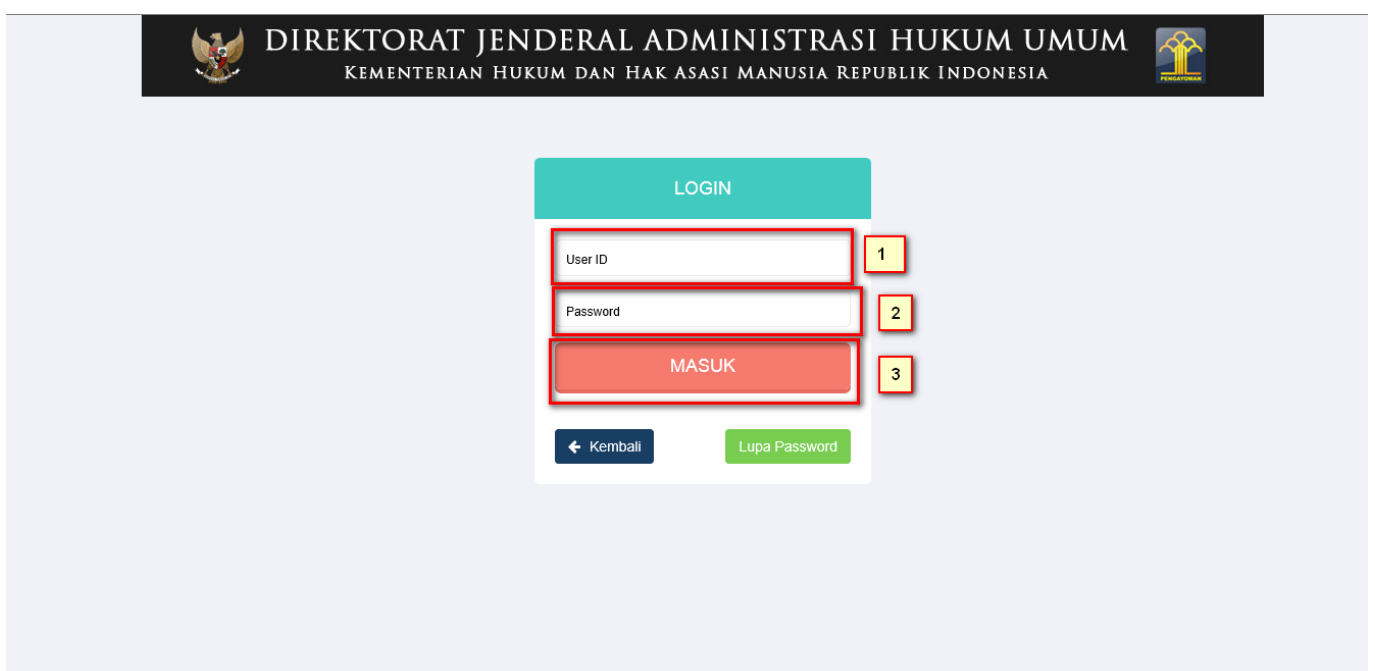 DIREKTORAT JENDERAL ADMINISTRASI HUKUM UMUM
KEMENTERIAN HUKUM DAN HAK ASASI MANUSIA REPUBLIK INDONESIA
PENGAYOMAN
LOGIN
User ID
1
Password
2
MASUK
3
Kembali
Lupa Password